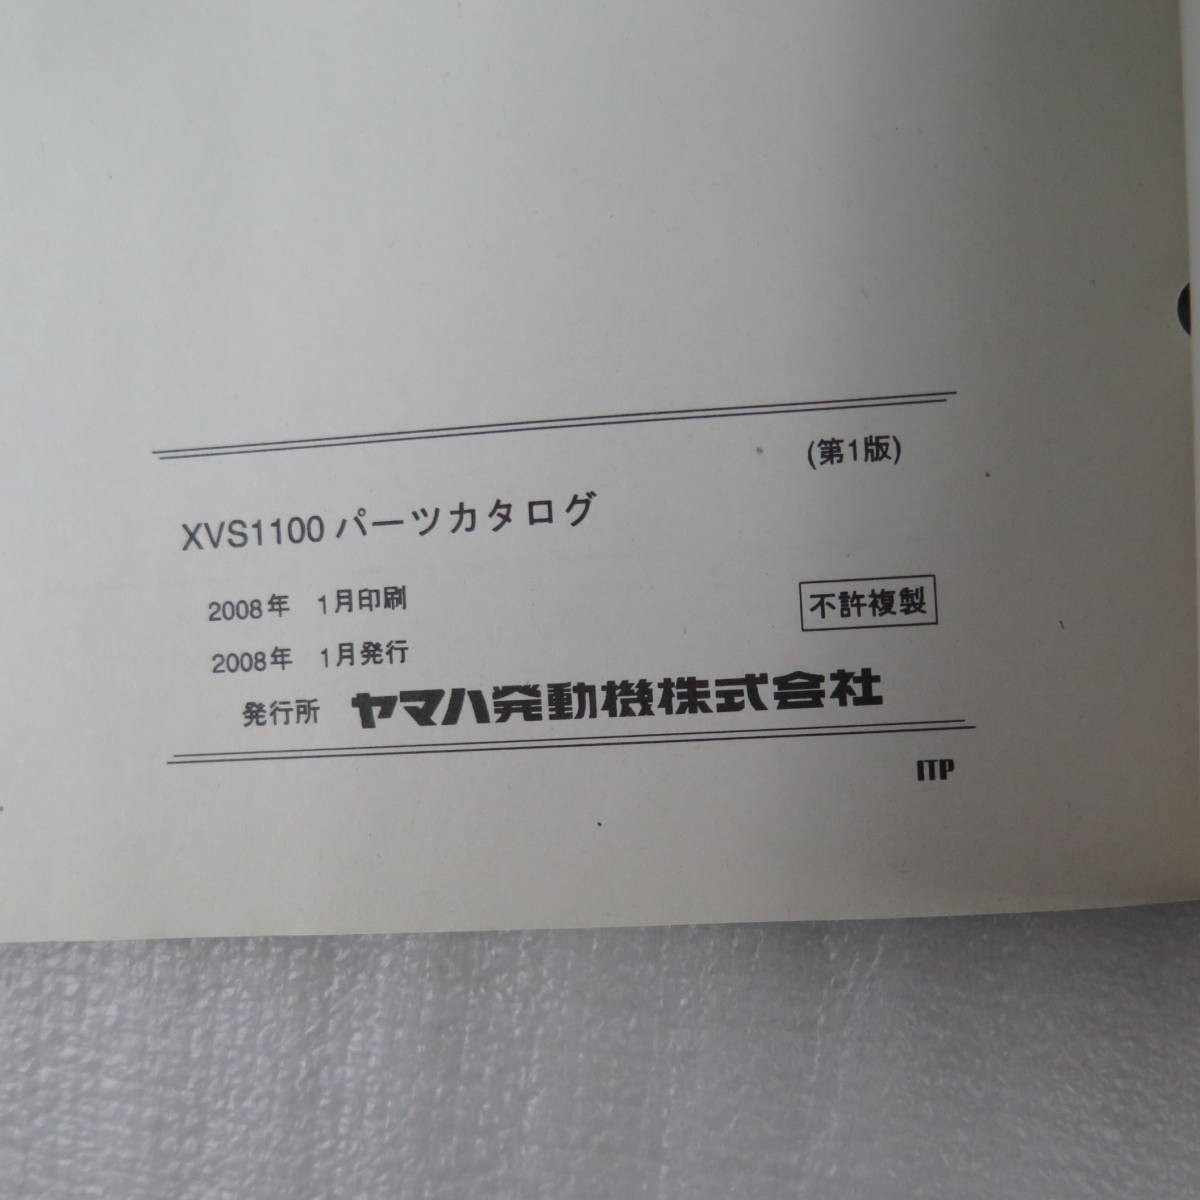 (第1版)
XVS1100 パーツカタログ
2008年 1月印刷
不許複製
2008年 1月発行
発行所 ヤマハ発動機株式会社
ITP